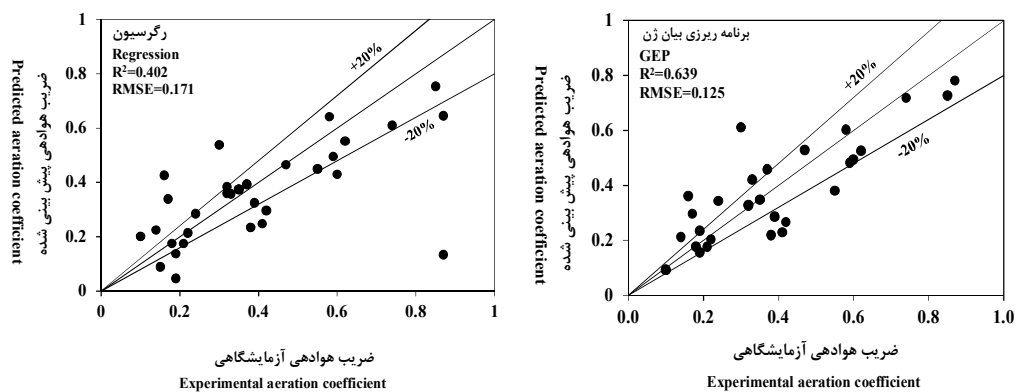 رگرسیون
Regression
R²=0.402
RMSE=0.171
+20%
-20%
Predicted aeration coefficient
ضریب هوادهی پیش بینی شده
1
0.8
0.6
0.4
0.2
0
0 0.2 0.4 0.6 0.8 1
ضریب هوادهی آزمایشگاهی
Experimental aeration coefficient
برنامه ریزی بیان ژن
GEP
R²=0.639
RMSE=0.125
+20%
-20%
Predicted aeration coefficient
ضریب هوادهی پیش بینی شده
1
0.8
0.6
0.4
0.2
0
0.0 0.2 0.4 0.6 0.8 1.0
ضریب هوادهی آزمایشگاهی
Experimental aeration coefficient